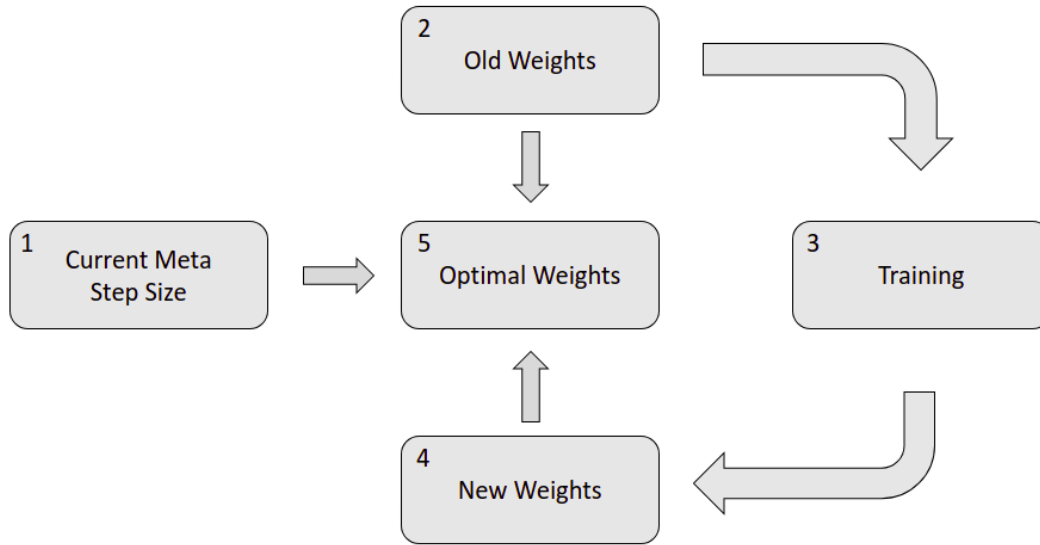 2
Old Weights
1
Current Meta
Step Size
5
Optimal Weights
3
Training
4
New Weights